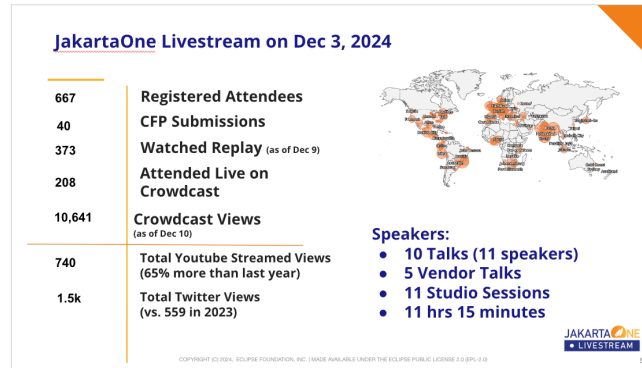 JakartaOne Livestream on Dec 3, 2024
667 Registered Attendees
40 CFP Submissions
373 Watched Replay (as of Dec 9)
208 Attended Live on
Crowdcast
10,641 Crowdcast Views
(as of Dec 10)
740 Total Youtube Streamed Views
(65% more than last year)
1.5k Total Twitter Views
(vs. 559 in 2023)
Speakers:
● 10 Talks (11 speakers)
● 5 Vendor Talks
● 11 Studio Sessions
● 11 hrs 15 minutes
JAKARTA ONE
● LIVESTREAM
COPYRIGHT (C) 2024, ECLIPSE FOUNDATION, INC. | MADE AVAILABLE UNDER THE ECLIPSE PUBLIC LICENSE 2.0 (EPL-2.0)